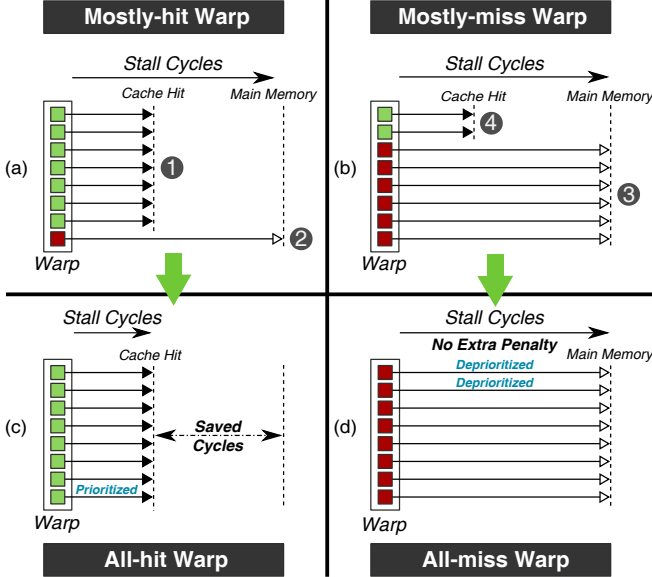 Mostly-hit Warp
Stall Cycles
Cache Hit
Main Memory
(a)
1
2
Warp
Mostly-miss Warp
Stall Cycles
Cache Hit
Main Memory
4
(b)
3
Warp
Stall Cycles
Cache Hit
(c)
Saved
Cycles
Prioritized
Warp
All-hit Warp
Stall Cycles
No Extra Penalty
Deprioritized
Main Memory
Deprioritized
(d)
Warp
All-miss Warp